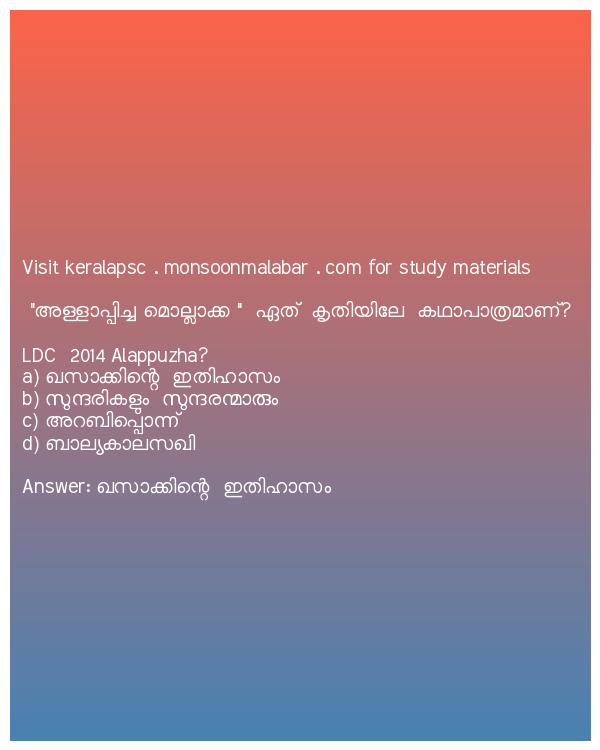 Visit keralapsc . monsoonmalabar . com for study materials
"അള്ളാപ്പിച്ച മൊല്ലാക്ക " ഏത് കൃതിയിലേ കഥാപാത്രമാണ്?
LDC 2014 Alappuzha?
a) ഖസാക്കിന്റെ ഇതിഹാസം
b) സുന്ദരികളും സുന്ദരന്മാരും
c) അറബിപ്പൊന്ന്
d) ബാല്യകാലസഖി
Answer: ഖസാക്കിന്റെ ഇതിഹാസം